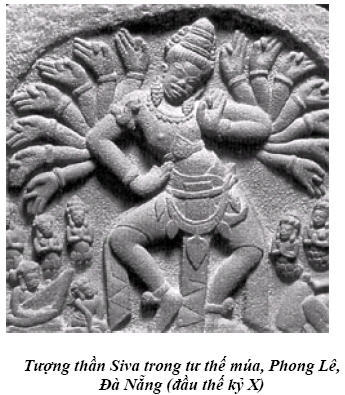 Tượng thần Siva trong tư thế múa, Phong Lê,
Đà Nẵng (đầu thế kỷ X)